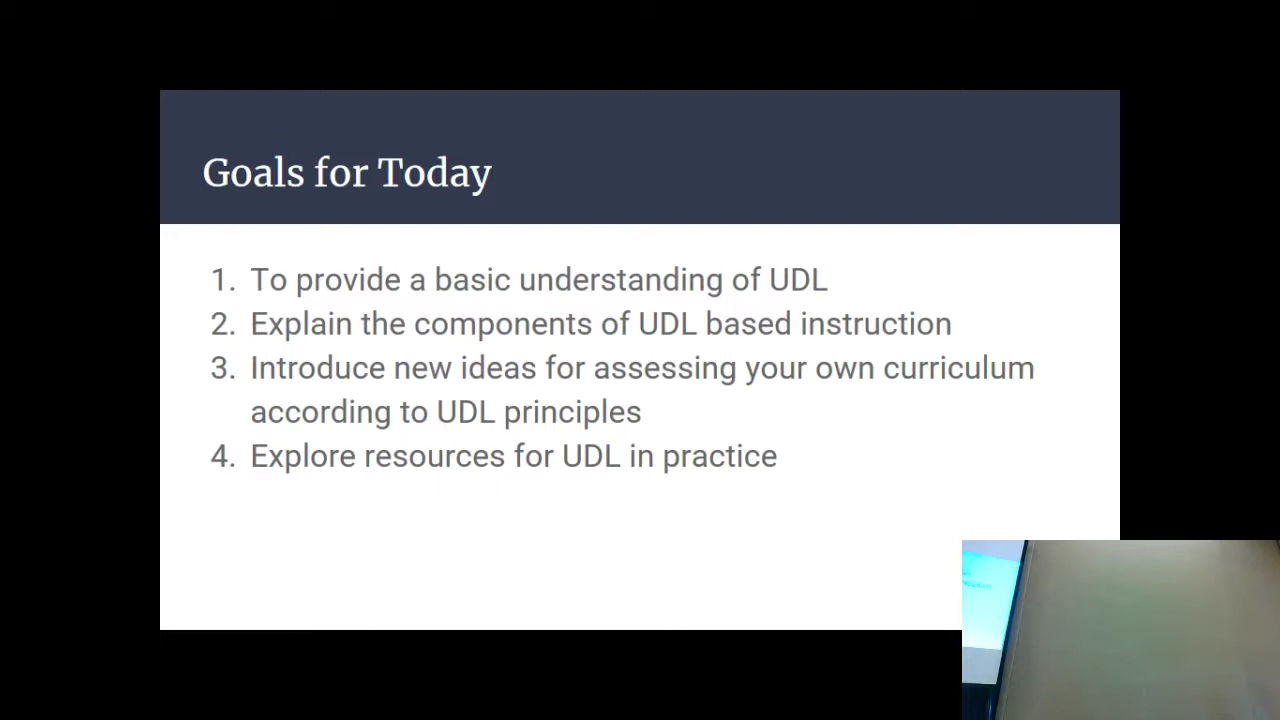 Goals for Today
1. To provide a basic understanding of UDL
2. Explain the components of UDL based instruction
3. Introduce new ideas for assessing your own curriculum
according to UDL principles
4. Explore resources for UDL in practice